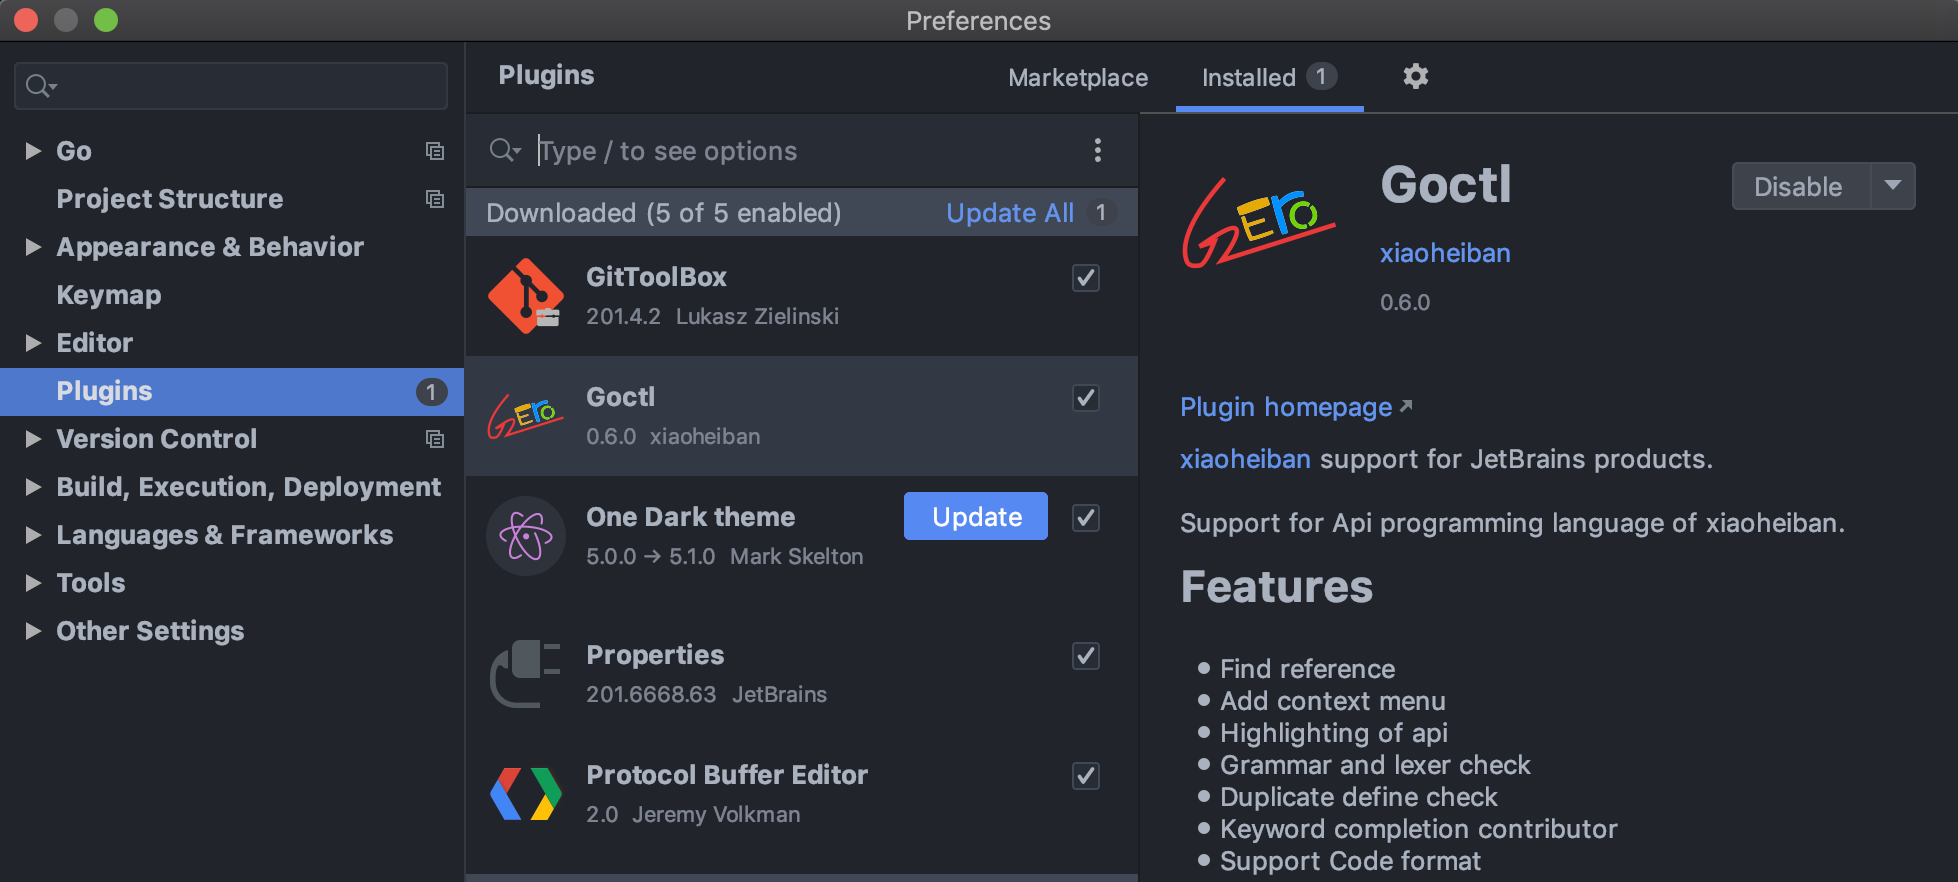 Preferences
Go
Project Structure
Appearance & Behavior
Keymap
Editor
Plugins 1
Version Control
Build, Execution, Deployment
Languages & Frameworks
Tools
Other Settings
Plugins
Marketplace
Installed 1
Type / to see options
Downloaded (5 of 5 enabled) Update All 1
GitToolBox
201.4.2 Lukasz Zielinski
GZEro
Goctl
0.6.0 xiaoheiban
One Dark theme
Update
5.0.0 → 5.1.0 Mark Skelton
Properties
201.6668.63 JetBrains
Protocol Buffer Editor
2.0 Jeremy Volkman
GZEro
Goctl
Disable
xiaoheiban
0.6.0
Plugin homepage ↗
xiaoheiban support for JetBrains products.
Support for Api programming language of xiaoheiban.
Features
• Find reference
• Add context menu
• Highlighting of api
• Grammar and lexer check
• Duplicate define check
• Keyword completion contributor
• Support Code format